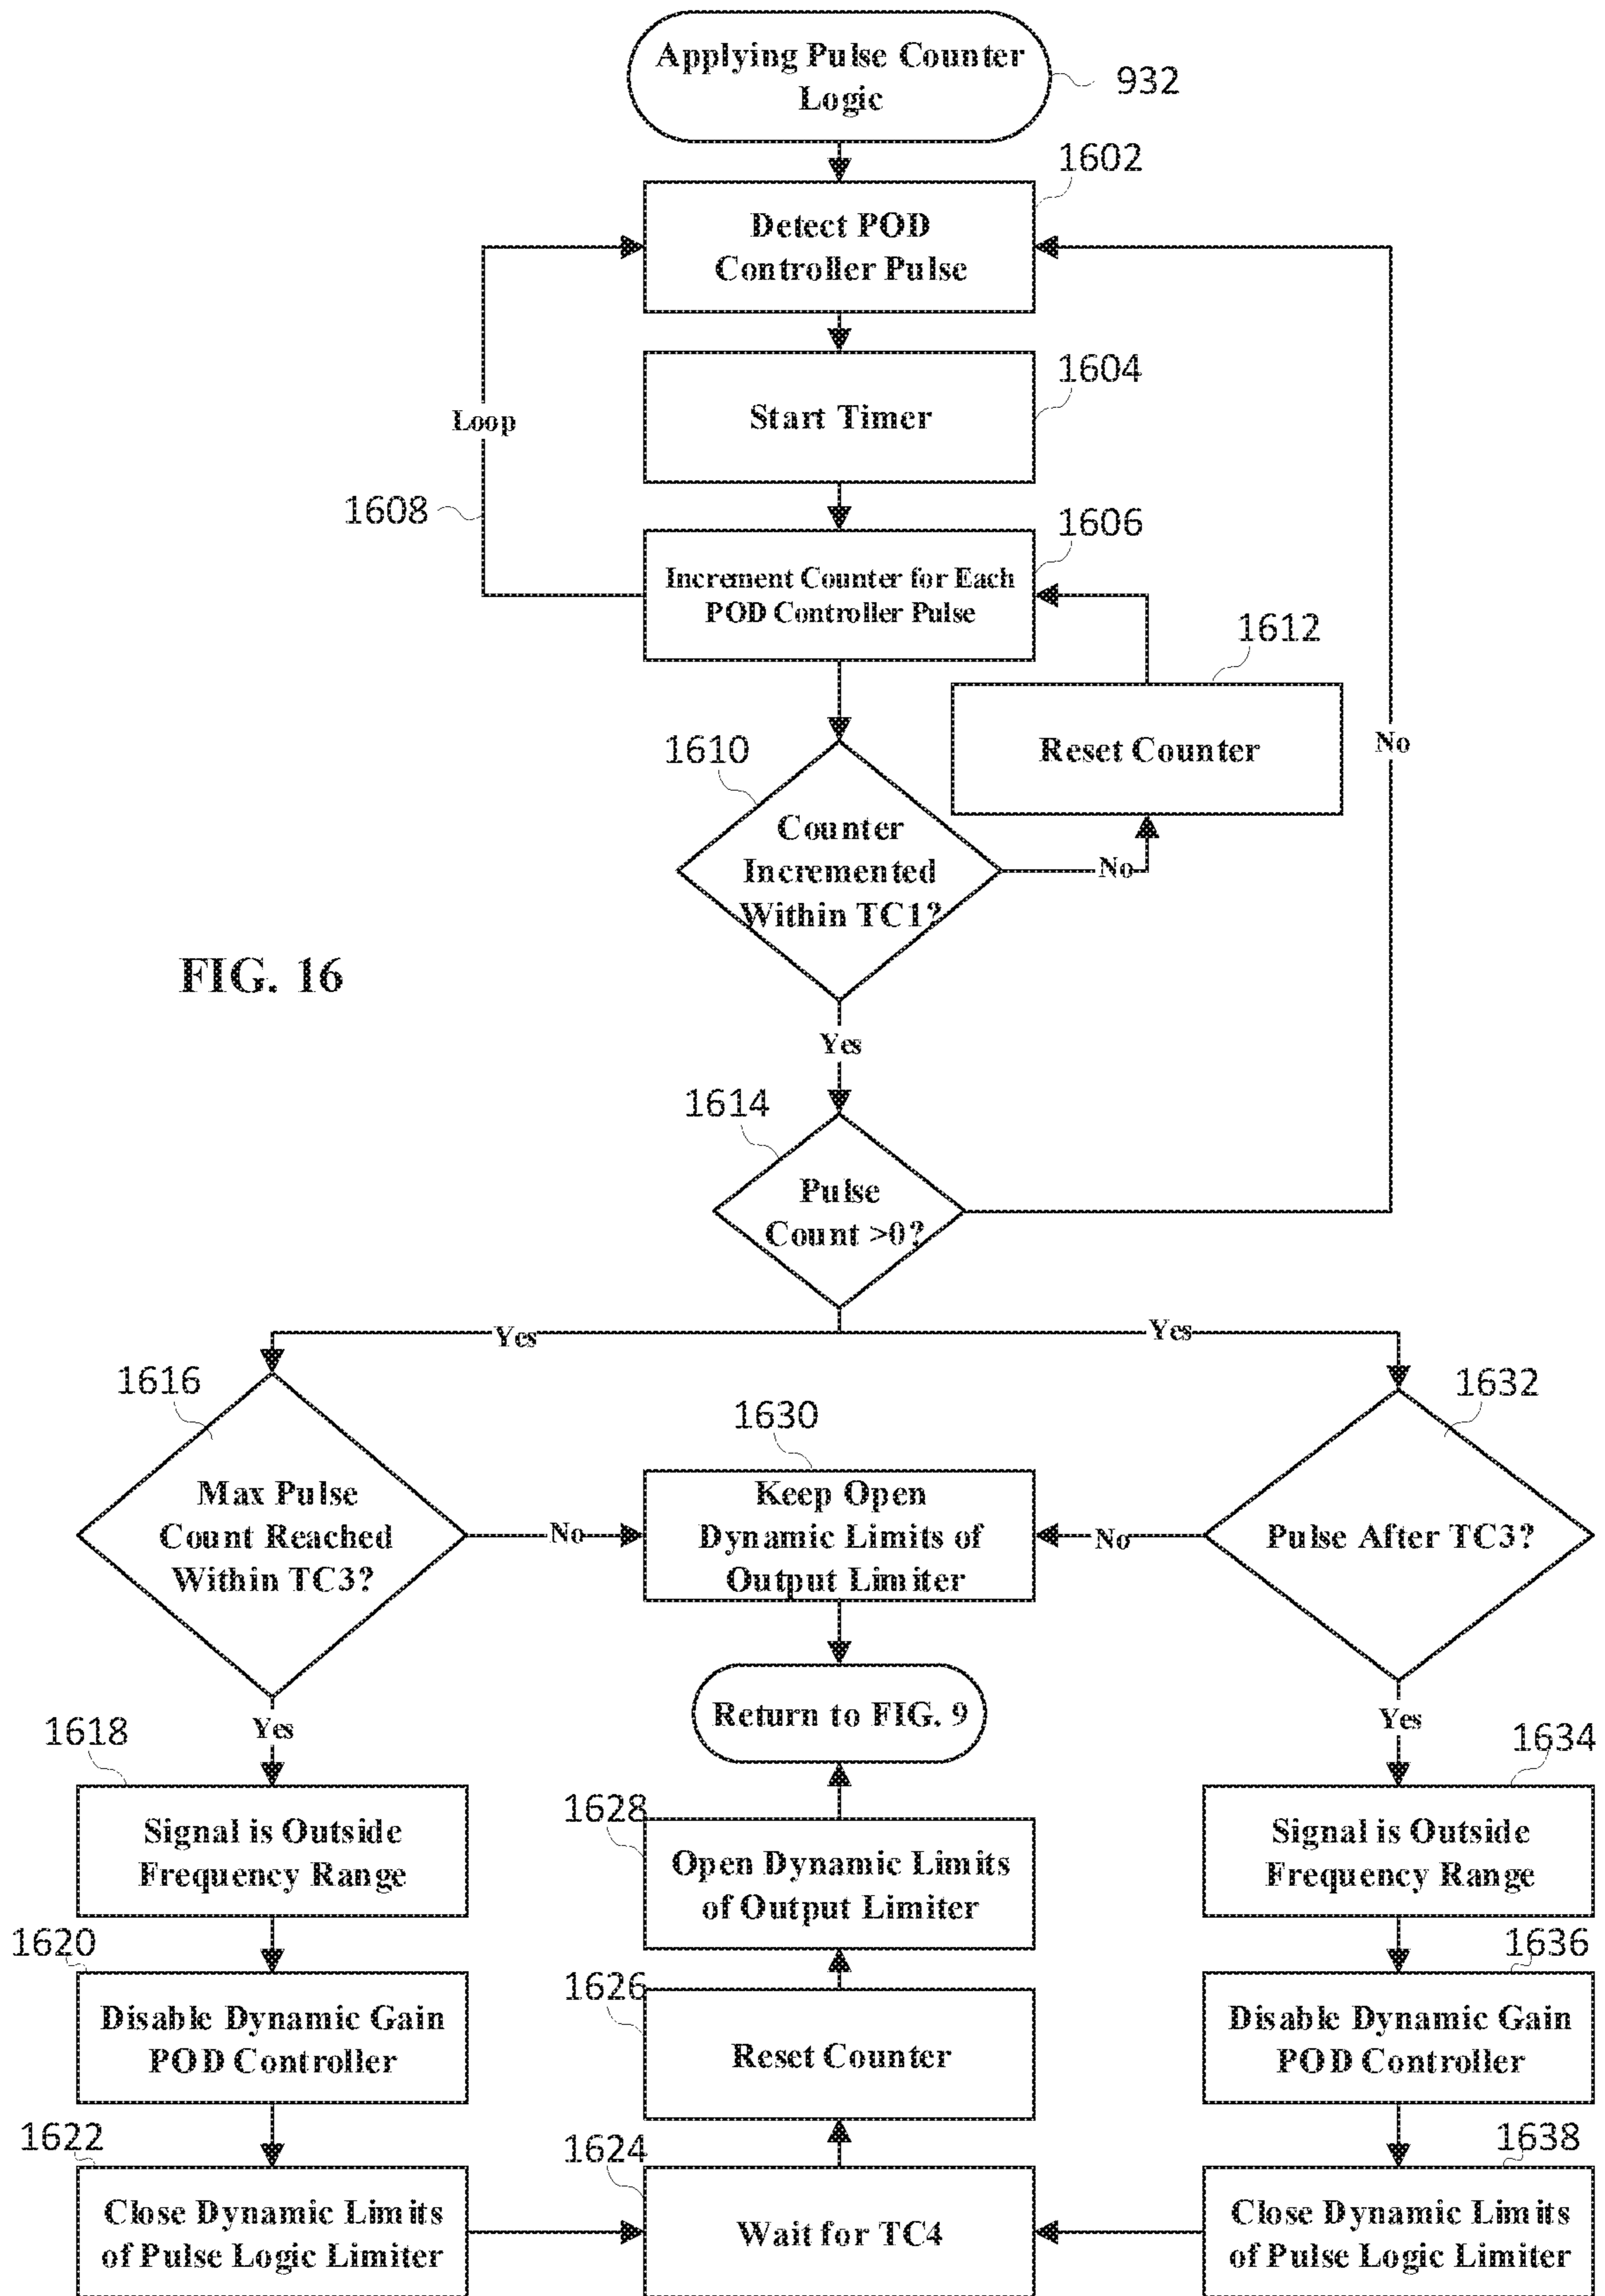 Applying Pulse Counter
Logic
932
1602
Detect POD
Controller Pulse
1604
Start Timer
Loop
1608
1606
Increment Counter for Each
POD Controller Pulse
1612
Reset Counter
No
1610
Counter
Incremented
Within TC1?
No
FIG. 16
Yes
1614
Pulse
Count >0?
Yes
Yes
1616
Max Pulse
Count Reached
Within TC3?
No
1630
Keep Open
Dynamic Limits of
Output Limiter
No
1632
Pulse After TC3?
Return to FIG. 9
Yes
1618
Signal is Outside
Frequency Range
1628
Open Dynamic Limits
of Output Limiter
Yes
1634
Signal is Outside
Frequency Range
1620
Disable Dynamic Gain
POD Controller
1626
Reset Counter
1636
Disable Dynamic Gain
POD Controller
1622
Close Dynamic Limits
of Pulse Logic Limiter
1624
Wait for TC4
1638
Close Dynamic Limits
of Pulse Logic Limiter